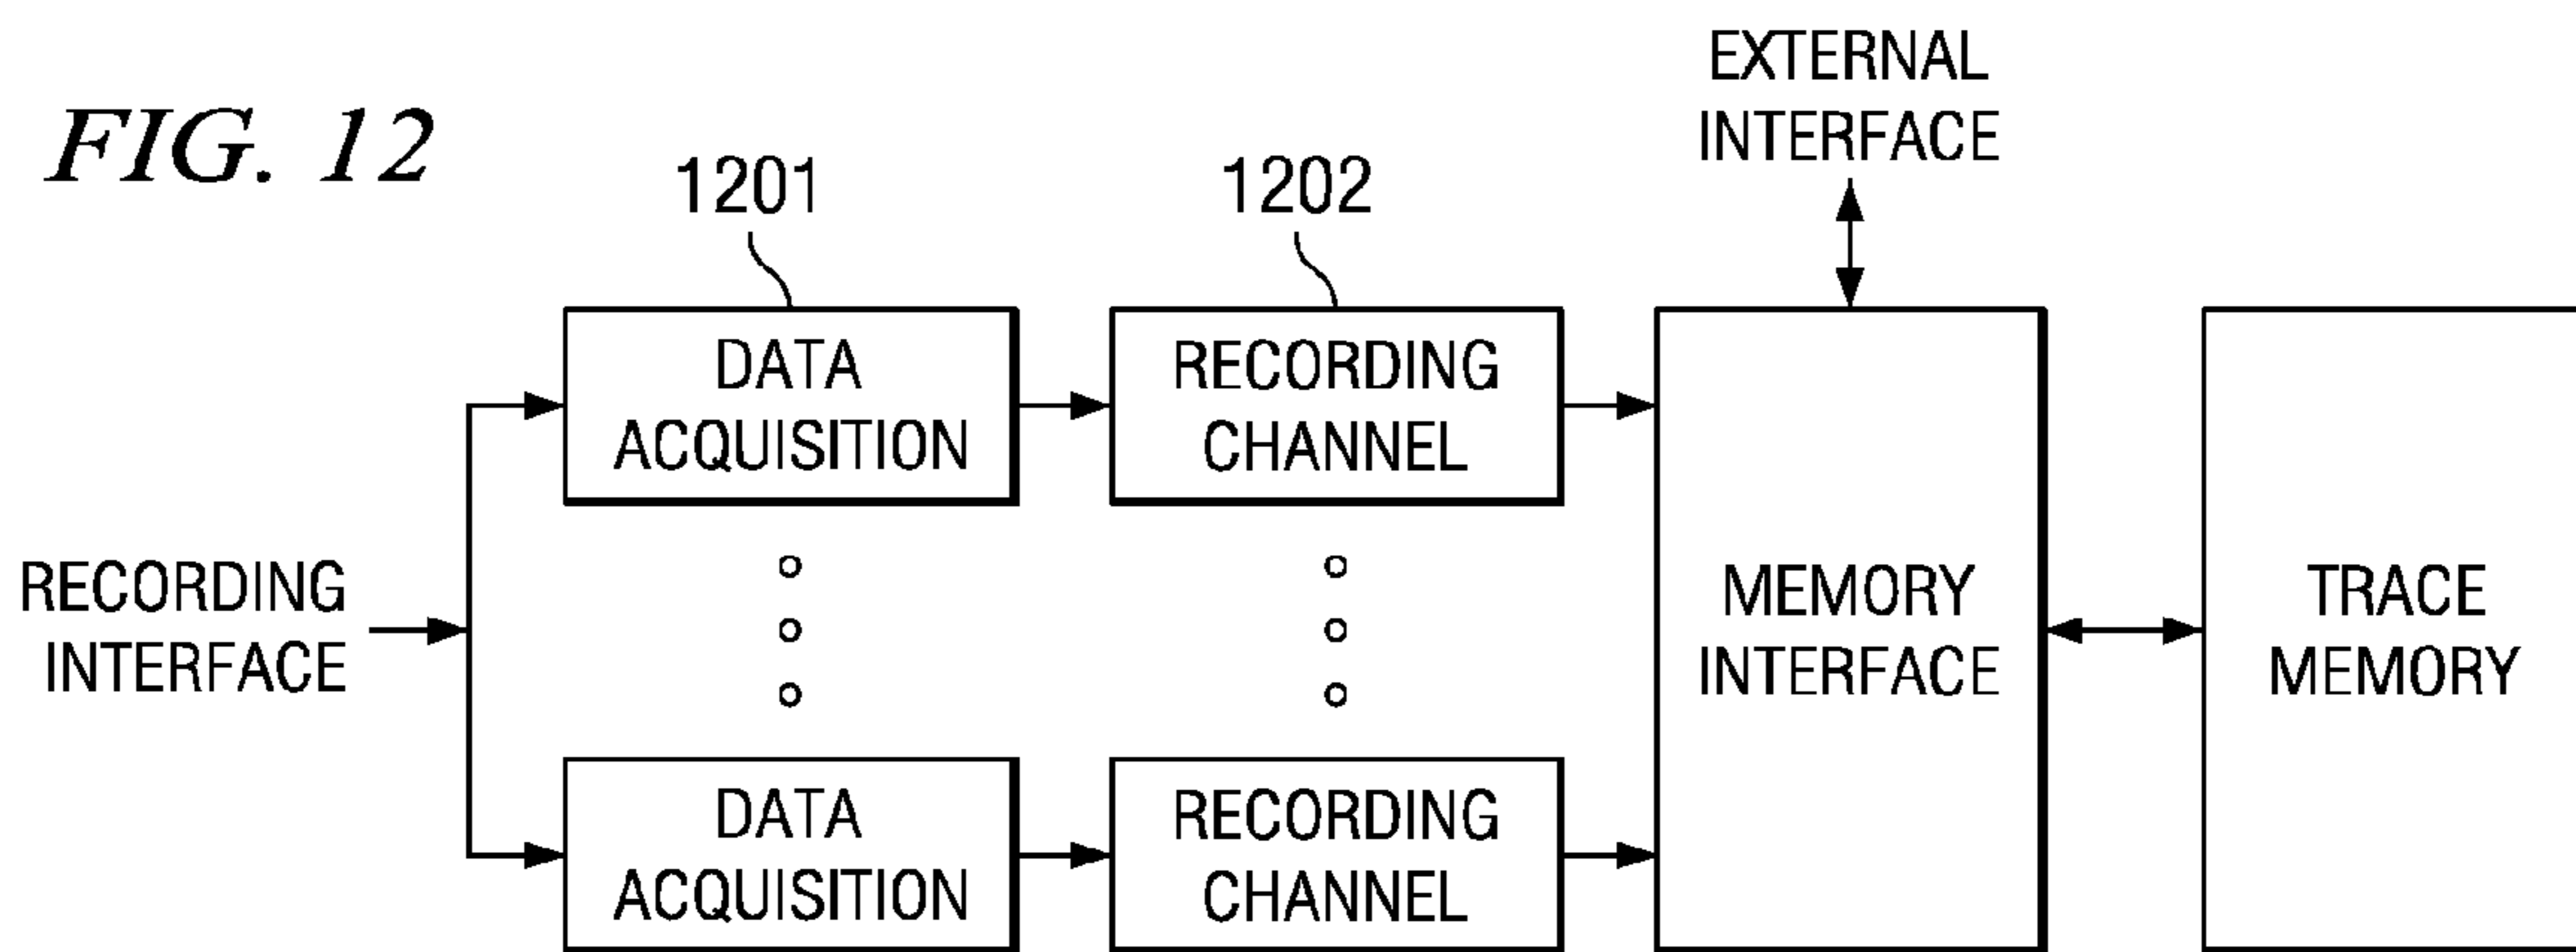 FIG. 12
1201
1202
EXTERNAL
INTERFACE
DATA
ACQUISITION
RECORDING
CHANNEL
RECORDING
INTERFACE
MEMORY
INTERFACE
TRACE
MEMORY
DATA
ACQUISITION
RECORDING
CHANNEL